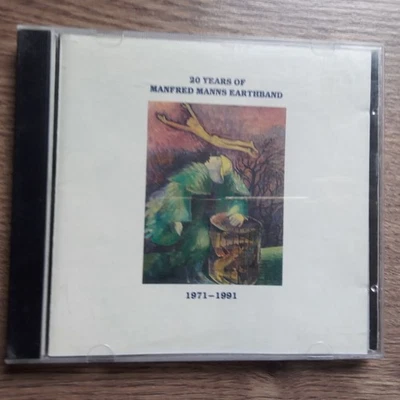 20 YEARS OF
MANFRED MANNS EARTHBAND
1971–1991